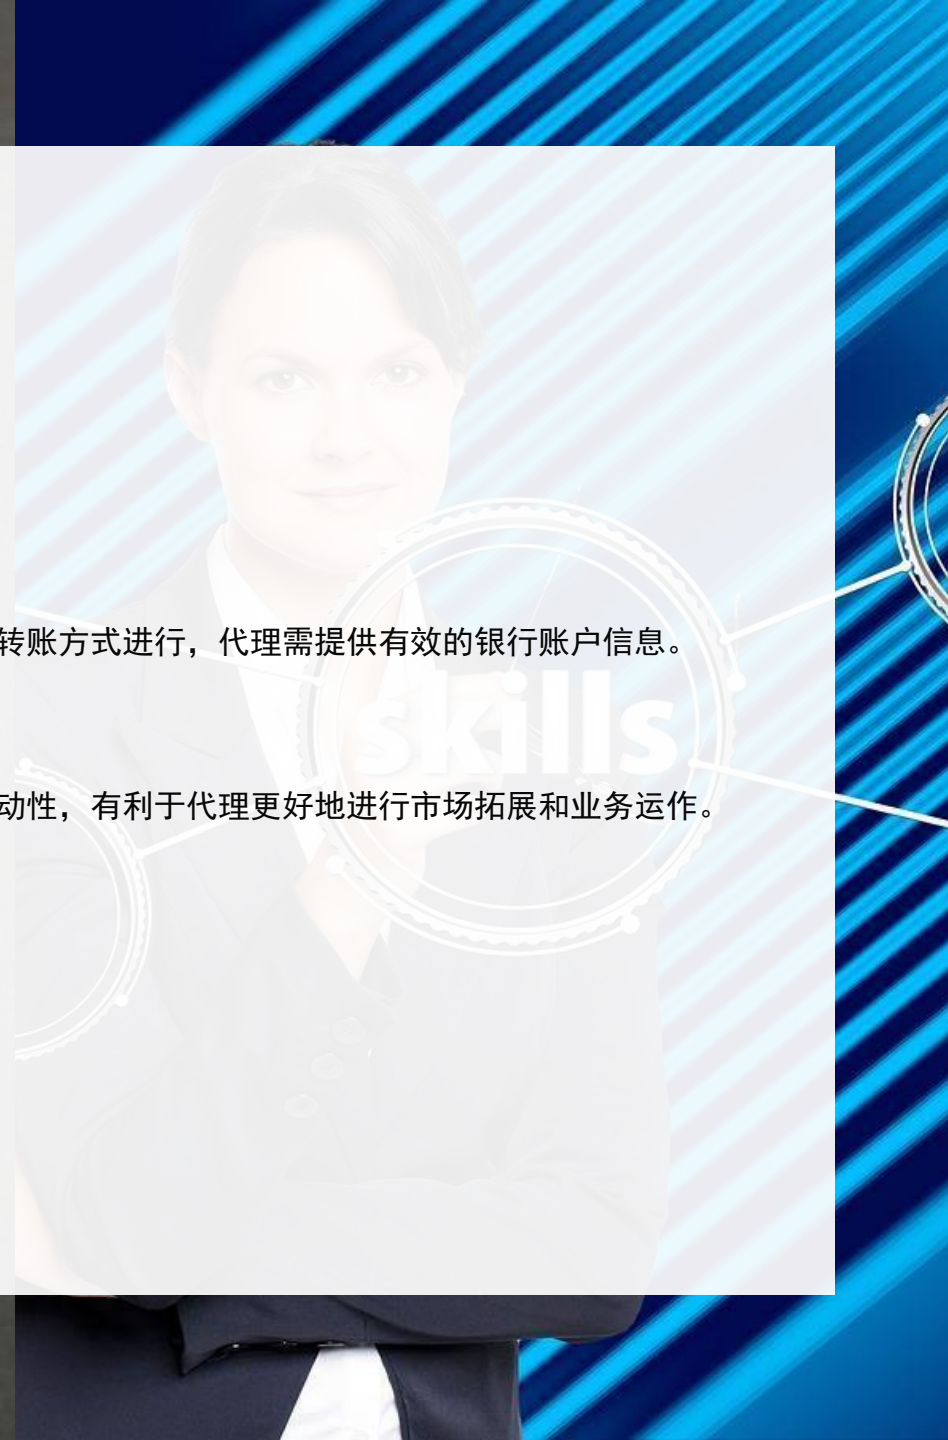 转账方式进行，代理需提供有效的银行账户信息。
skills
动性，有利于代理更好地进行市场拓展和业务运作。